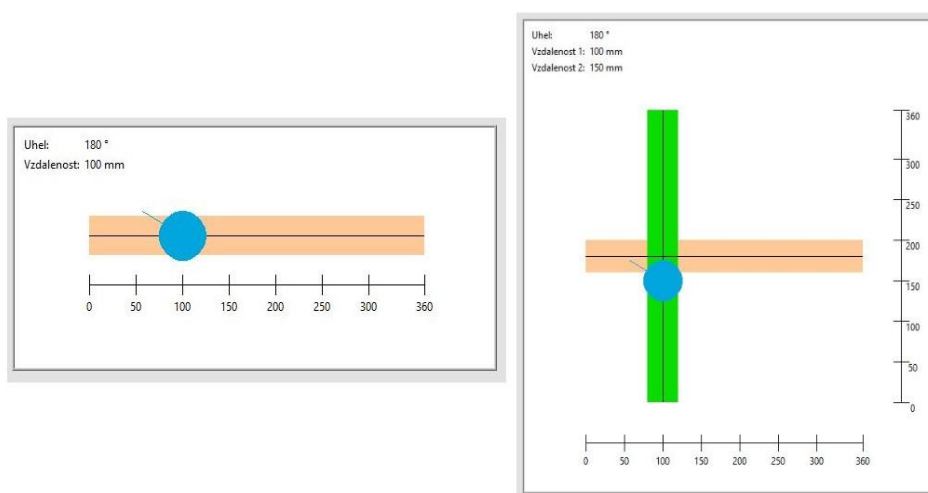 Uhel: 180 °
Vzdalenost: 100 mm
0 50 100 150 200 250 300 360
Uhel: 180 °
Vzdalenost 1: 100 mm
Vzdalenost 2: 150 mm
360
300
250
200
150
100
50
0
0 50 100 150 200 250 300 360